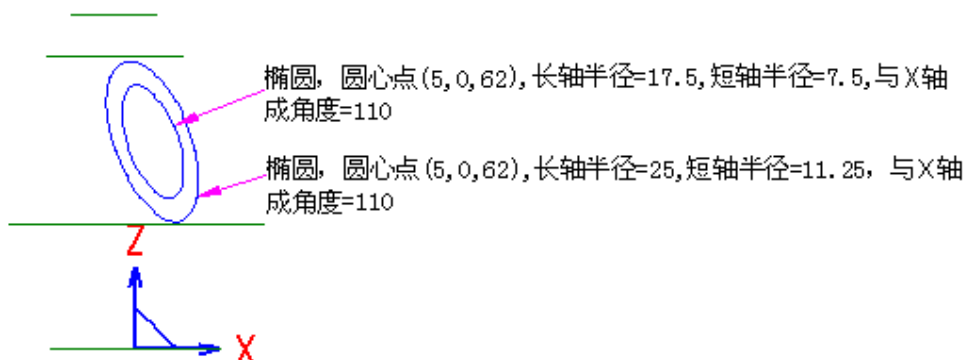 椭圆，圆心点(5,0,62),长轴半径=17.5,短轴半径=7.5,与X轴
成角度=110
椭圆，圆心点(5,0,62),长轴半径=25,短轴半径=11.25，与X轴
成角度=110
Z
X